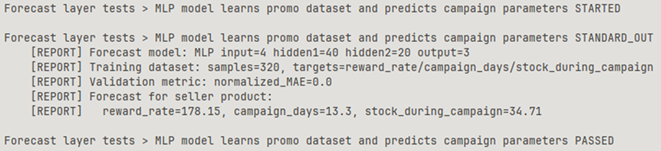 Forecast layer tests > MLP model learns promo dataset and predicts campaign parameters STARTED
Forecast layer tests > MLP model learns promo dataset and predicts campaign parameters STANDARD_OUT
[REPORT] Forecast model: MLP input=4 hidden1=40 hidden2=20 output=3
[REPORT] Training dataset: samples=320, targets=reward_rate/campaign_days/stock_during_campaign
[REPORT] Validation metric: normalized_MAE=0.0
[REPORT] Forecast for seller product:
[REPORT]   reward_rate=178.15, campaign_days=13.3, stock_during_campaign=34.71
Forecast layer tests > MLP model learns promo dataset and predicts campaign parameters PASSED